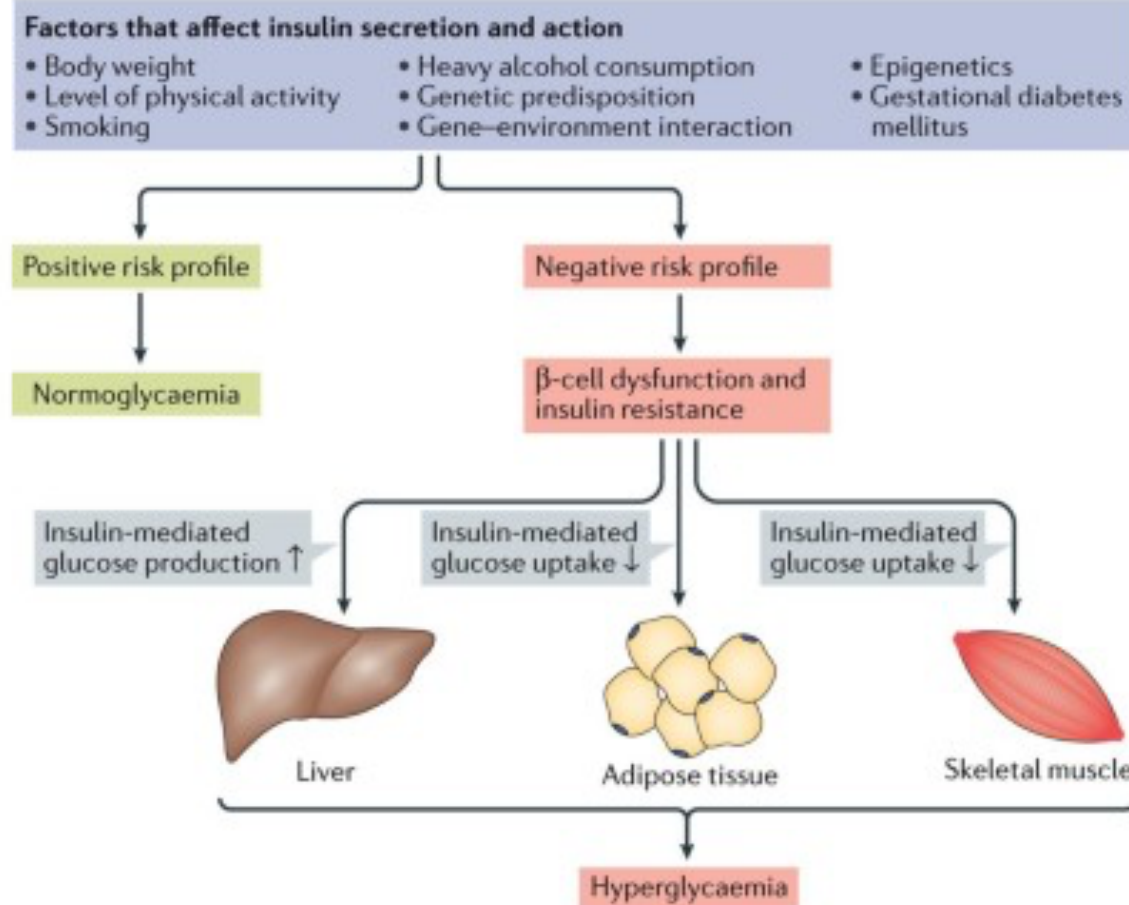 Factors that affect insulin secretion and action
• Body weight
• Level of physical activity
• Smoking
• Heavy alcohol consumption
• Genetic predisposition
• Gene–environment interaction
• Epigenetics
• Gestational diabetes
mellitus
Positive risk profile
Negative risk profile
Normoglycaemia
β-cell dysfunction and
insulin resistance
Insulin-mediated
glucose production ↑
Insulin-mediated
glucose uptake ↓
Insulin-mediated
glucose uptake ↓
Liver
Adipose tissue
Skeletal muscle
Hyperglycaemia